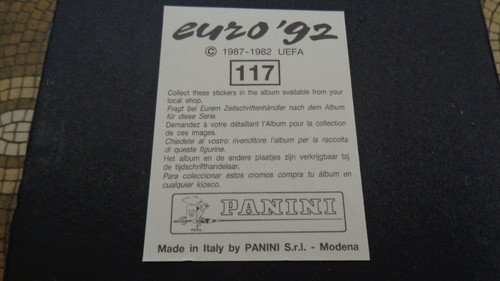 euro '92
© 1987-1982 UEFA
117
Collect these stickers in the album available from your
local shop.
Fragt bei Eurem Zeitschriftenhändler nach dem Album
für diese Serie.
Demandez à votre détaillant l'Album pour la collection
de ces images.
Chiedete al vostro rivenditore l'album per la raccolta
di queste figurine.
Het album en de andere plaatjes zijn verkrijgbaar bij
de tijdschrifthandelaar.
Para coleccionar estos cromos compra tu álbum en
cualquier kiosco.
PANINI
Made in Italy by PANINI S.r.l. - Modena